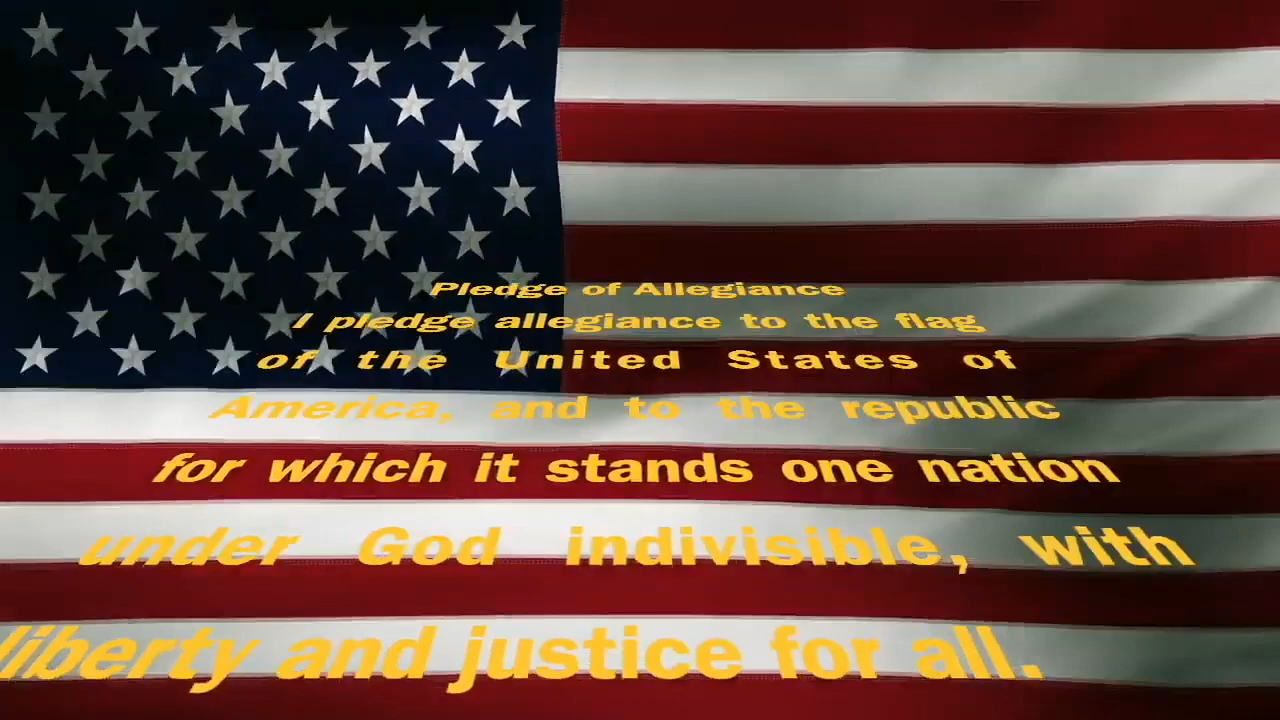 Pledge of Allegiance
I pledge allegiance to the flag
of the United States of
America, and to the republic
for which it stands one nation
under God indivisible, with
liberty and justice for all.